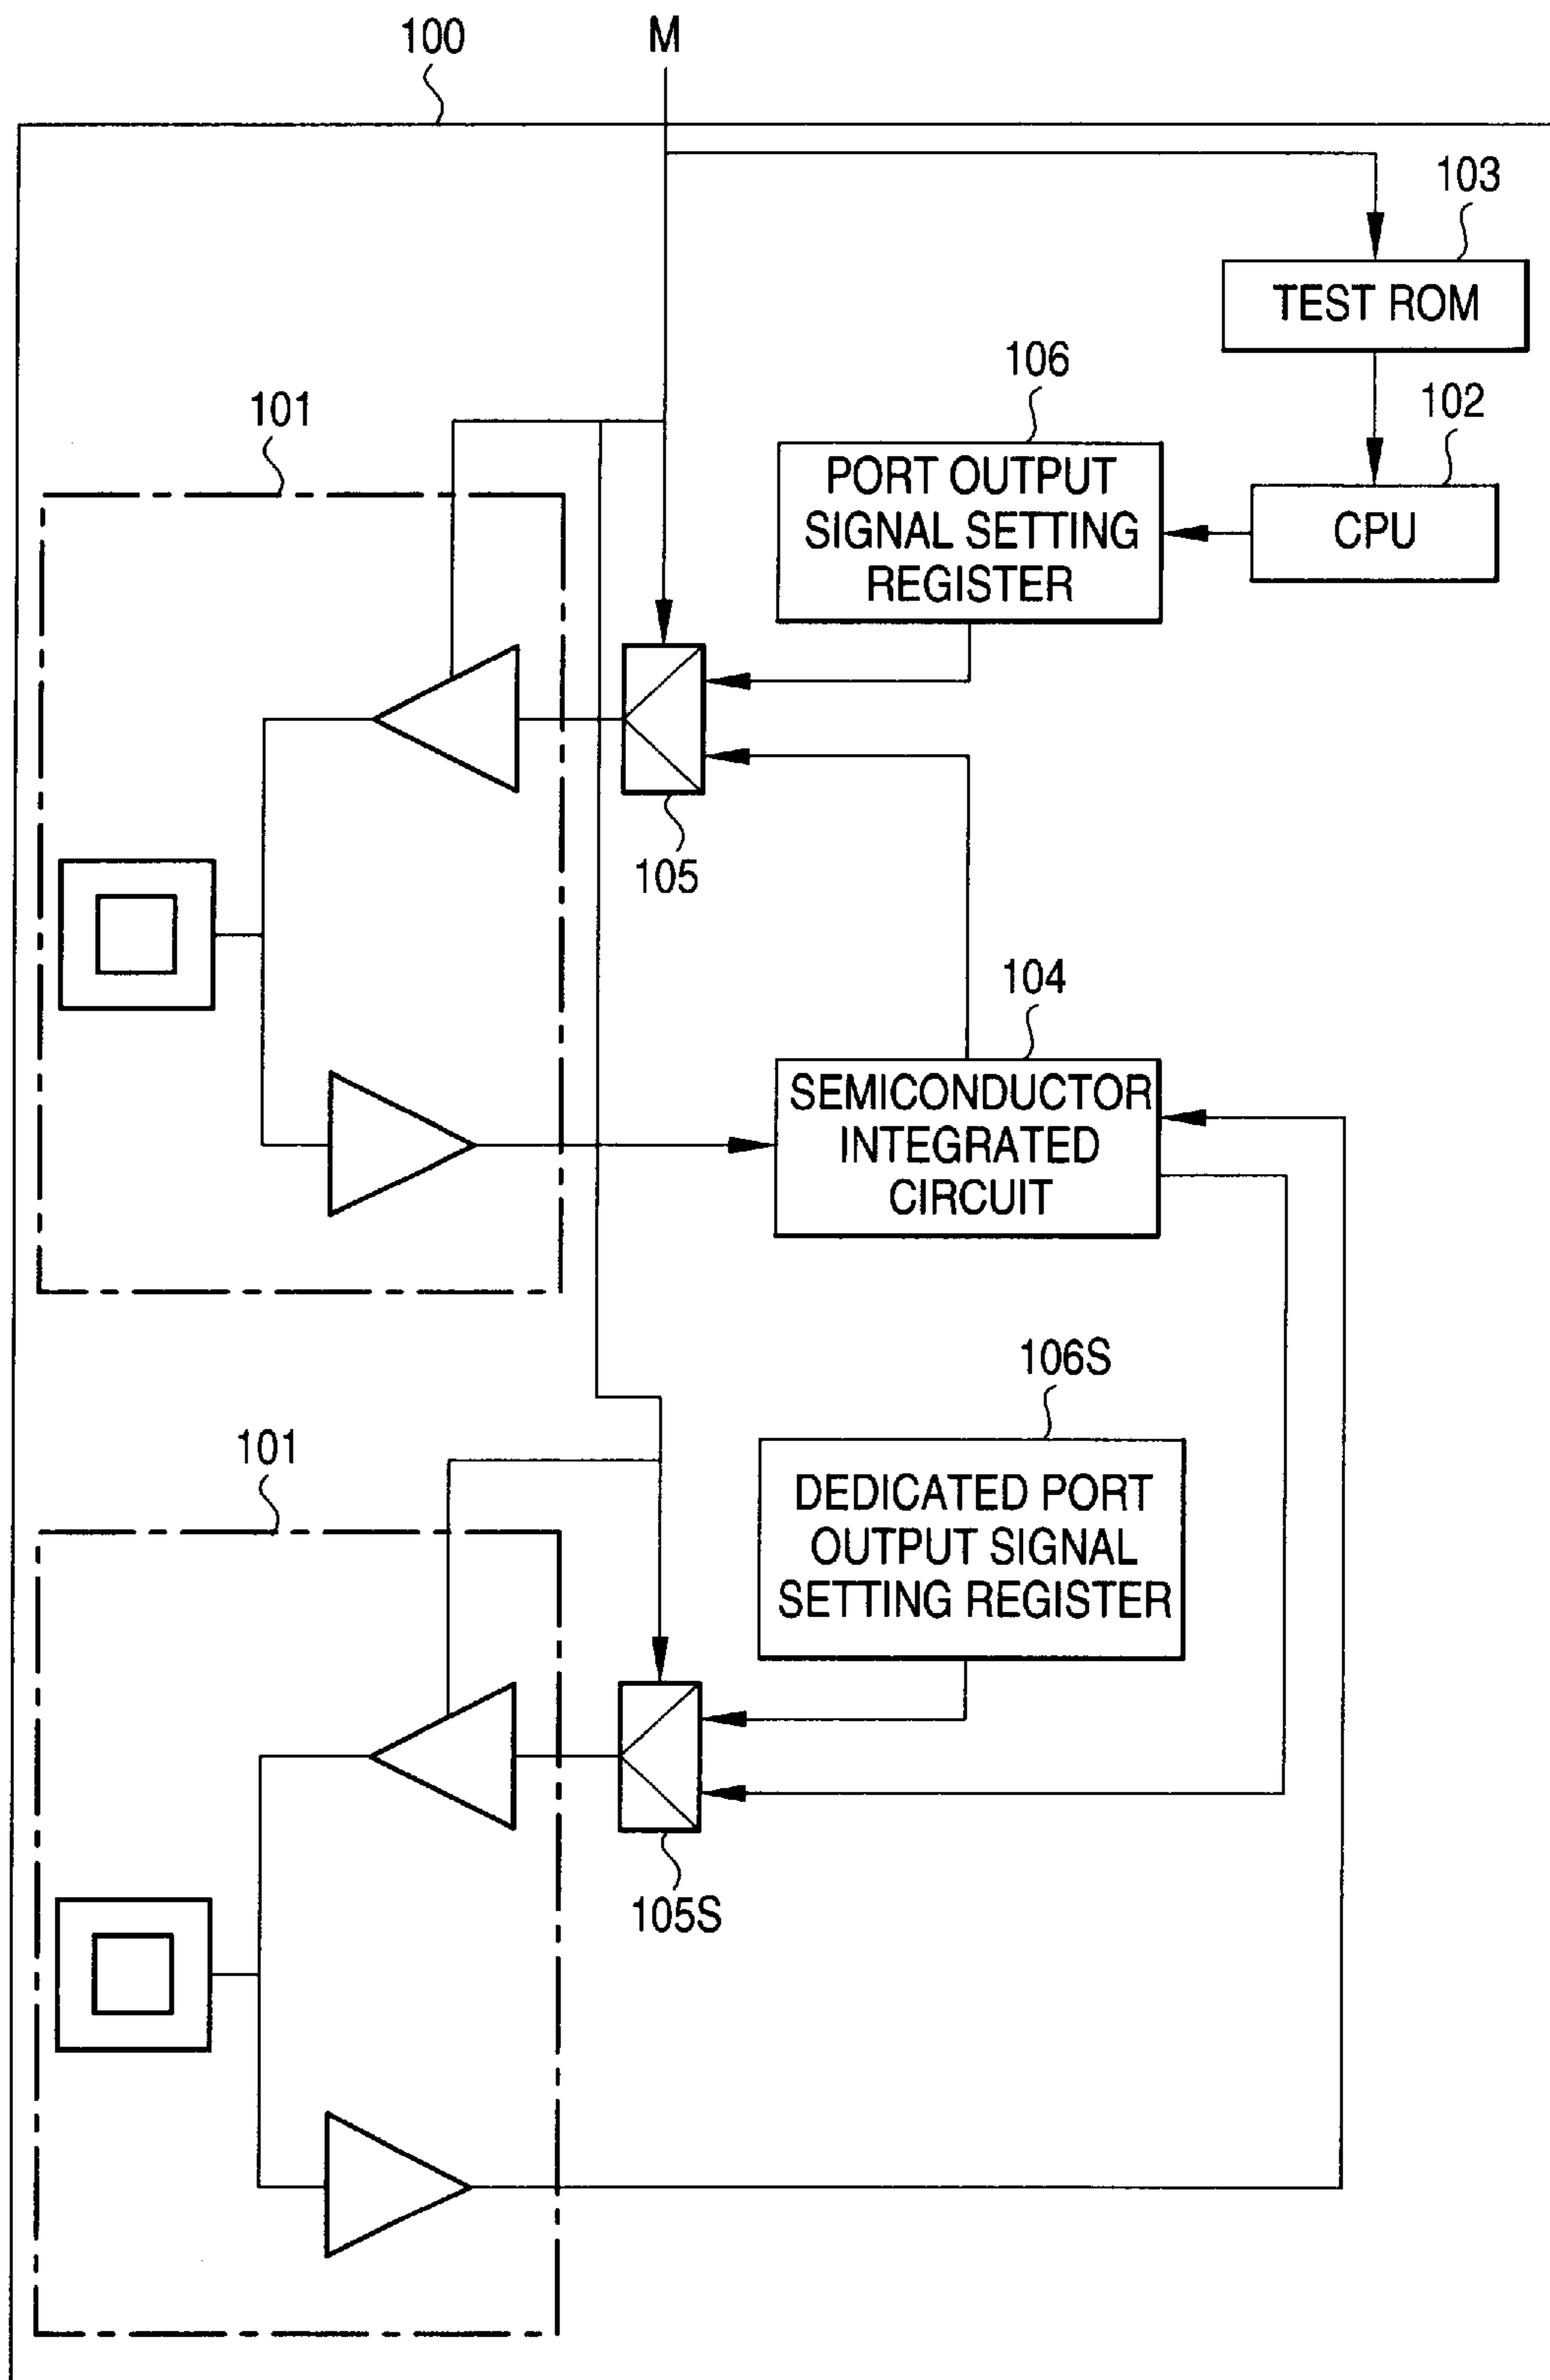 100
M
103
TEST ROM
106
102
101
PORT OUTPUT
SIGNAL SETTING
REGISTER
CPU
105
104
SEMICONDUCTOR
INTEGRATED
CIRCUIT
106S
101
DEDICATED PORT
OUTPUT SIGNAL
SETTING REGISTER
105S